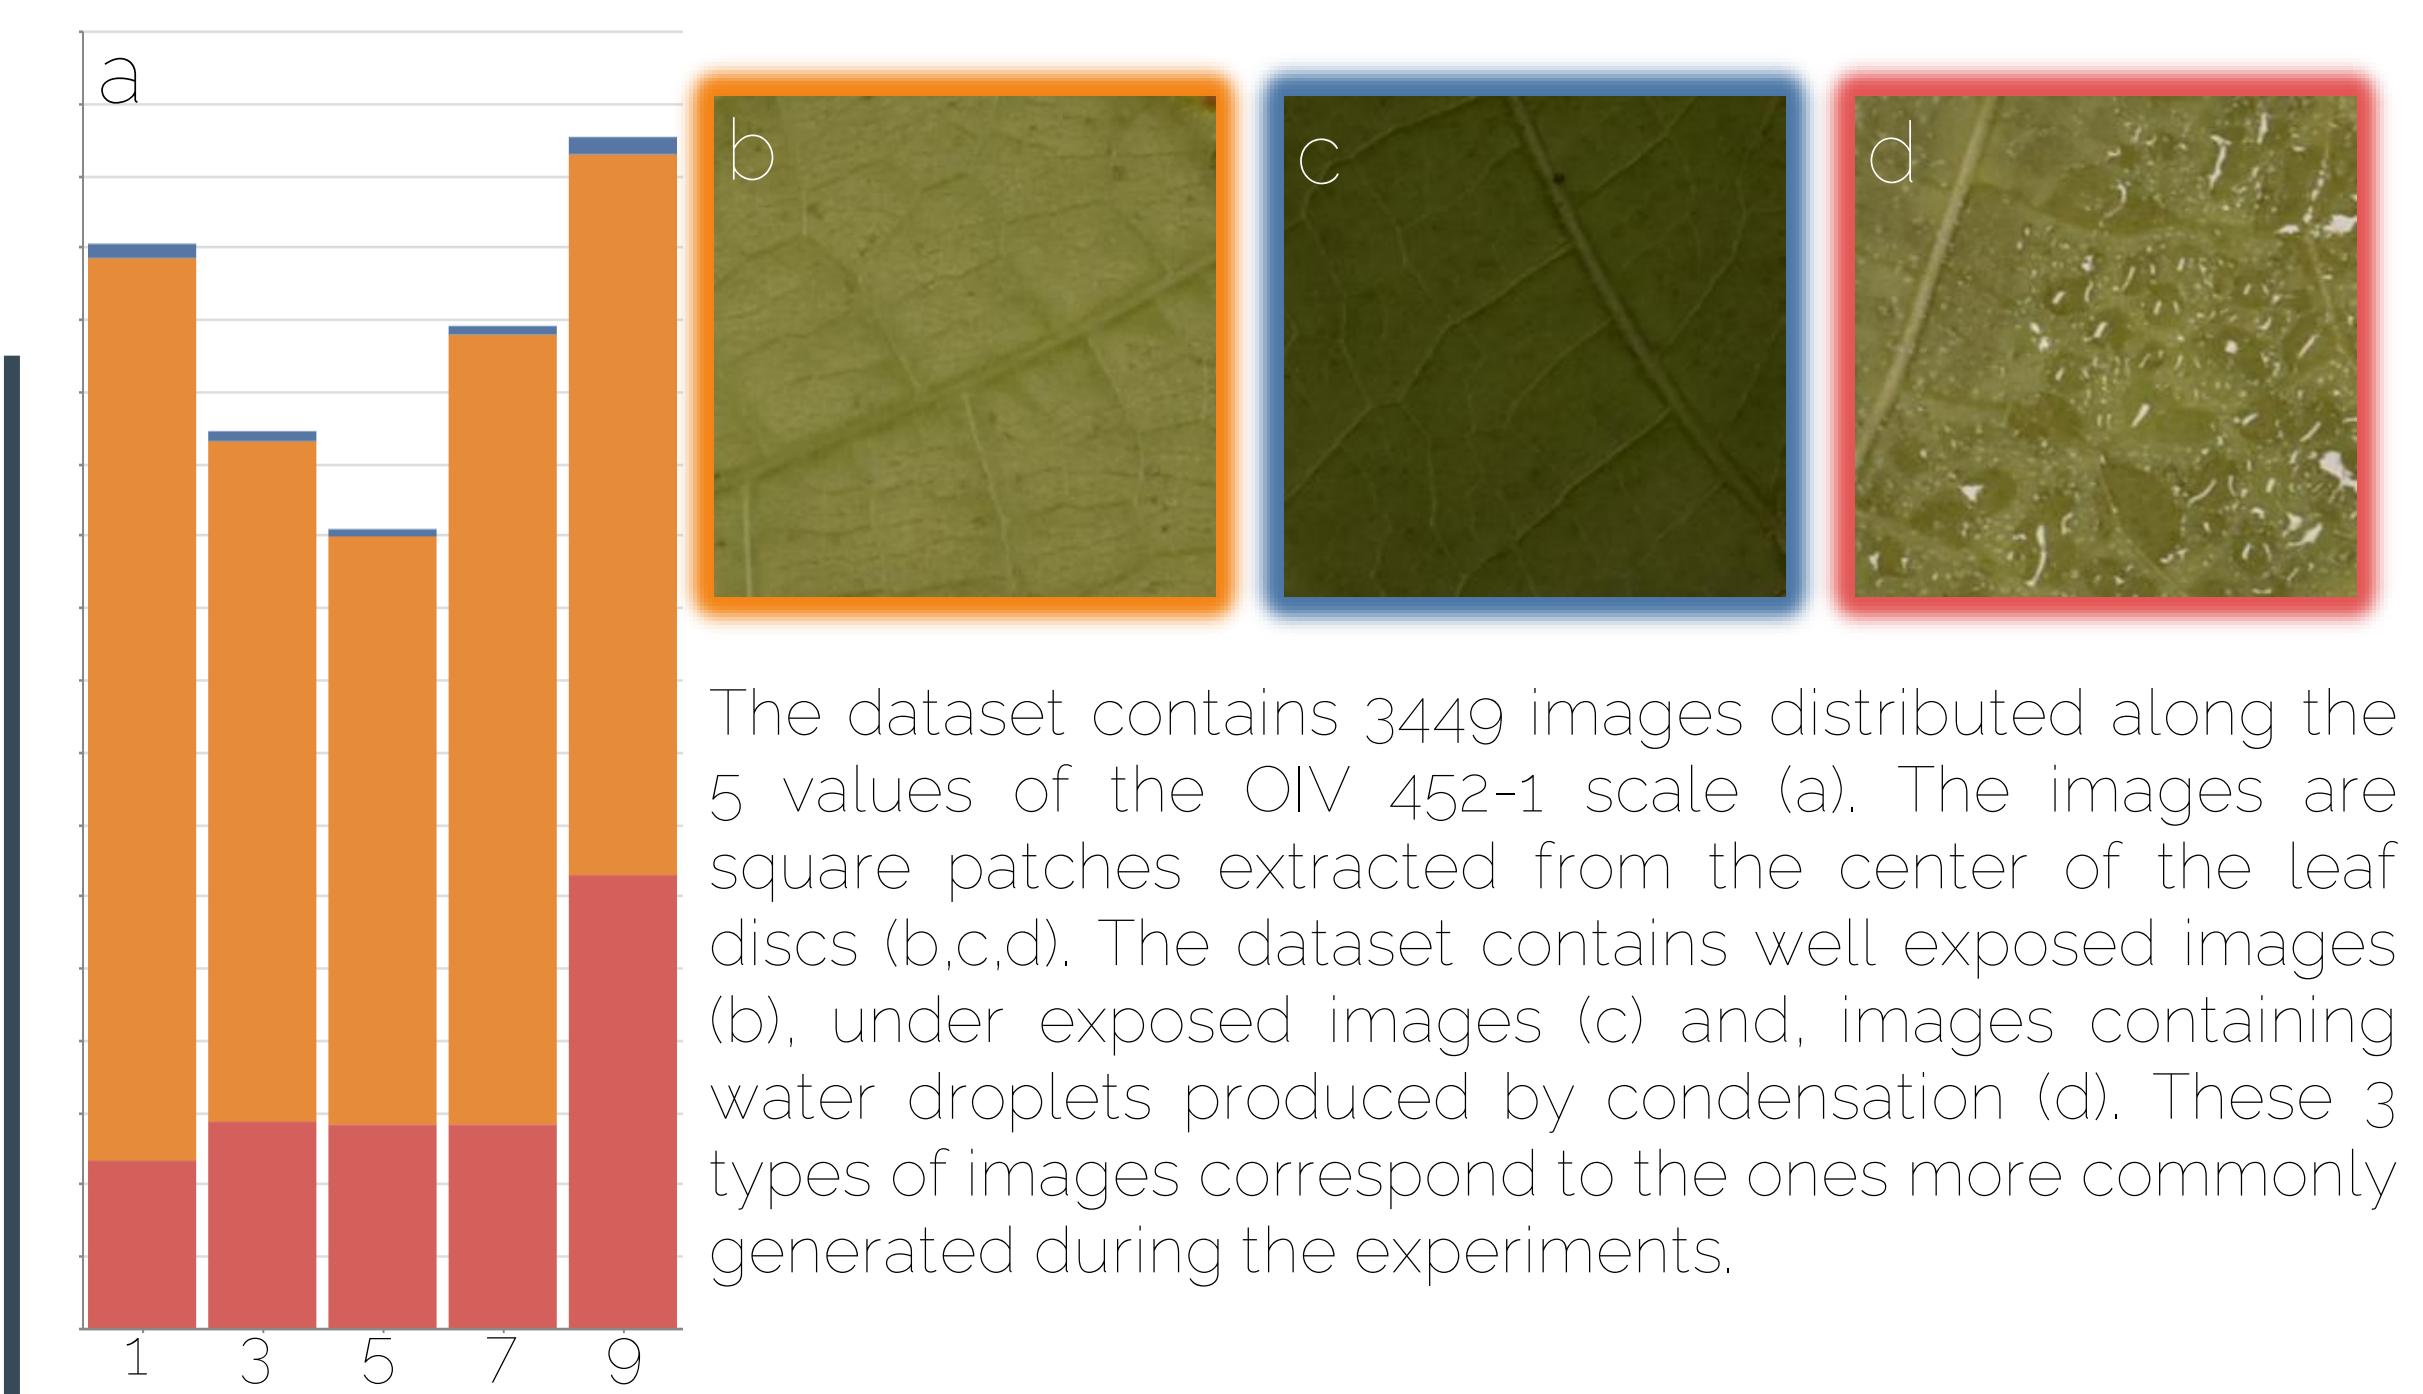 a
b
c
d
The dataset contains 3449 images distributed along the
5 values of the OIV 452-1 scale (a). The images are
square patches extracted from the center of the leaf
discs (b,c,d). The dataset contains well exposed images
(b), under exposed images (c) and, images containing
water droplets produced by condensation (d). These 3
types of images correspond to the ones more commonly
generated during the experiments.
1 3 5 7 9